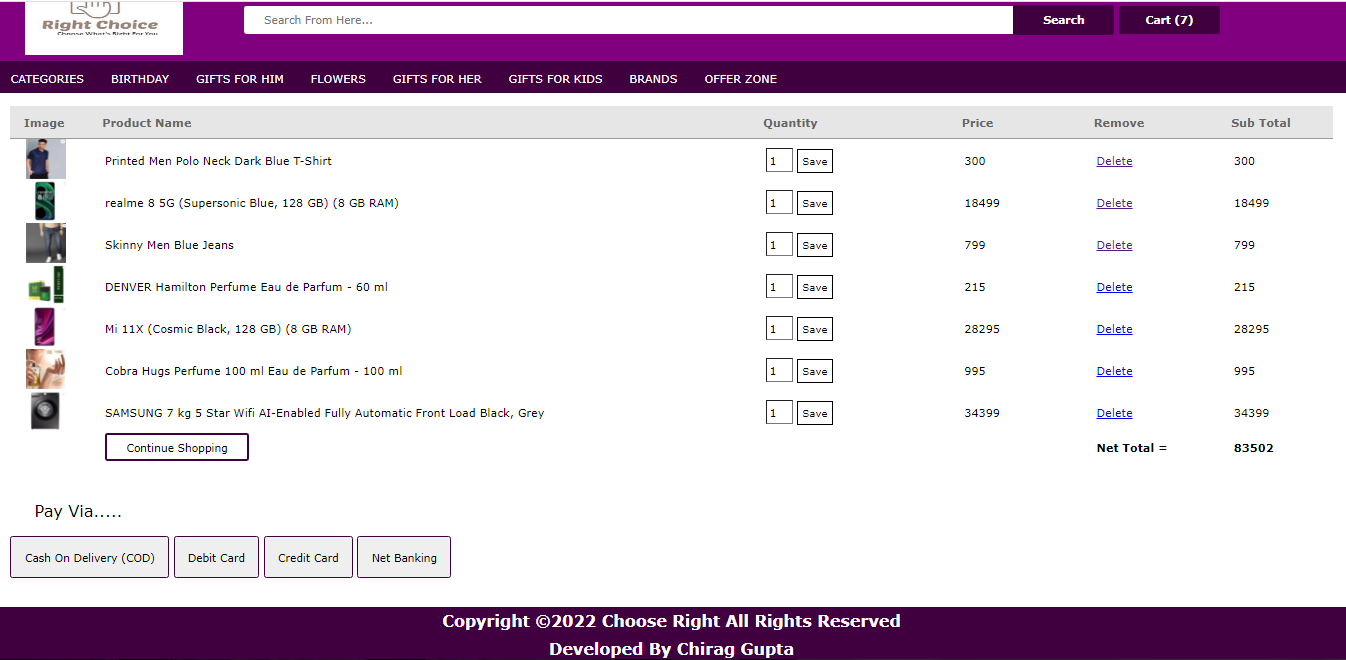 Right Choice
Choose What's Right For You
Search From Here...
Search
Cart (7)
CATEGORIES BIRTHDAY GIFTS FOR HIM FLOWERS GIFTS FOR HER GIFTS FOR KIDS BRANDS OFFER ZONE
Image Product Name Quantity Price Remove Sub Total
Printed Men Polo Neck Dark Blue T-Shirt 1 Save 300 Delete 300
realme 8 5G (Supersonic Blue, 128 GB) (8 GB RAM) 1 Save 18499 Delete 18499
Skinny Men Blue Jeans 1 Save 799 Delete 799
DENVER Hamilton Perfume Eau de Parfum - 60 ml 1 Save 215 Delete 215
Mi 11X (Cosmic Black, 128 GB) (8 GB RAM) 1 Save 28295 Delete 28295
Cobra Hugs Perfume 100 ml Eau de Parfum - 100 ml 1 Save 995 Delete 995
SAMSUNG 7 kg 5 Star Wifi AI-Enabled Fully Automatic Front Load Black, Grey 1 Save 34399 Delete 34399
Continue Shopping Net Total = 83502
Pay Via.....
Cash On Delivery (COD) Debit Card Credit Card Net Banking
Copyright ©2022 Choose Right All Rights Reserved
Developed By Chirag Gupta